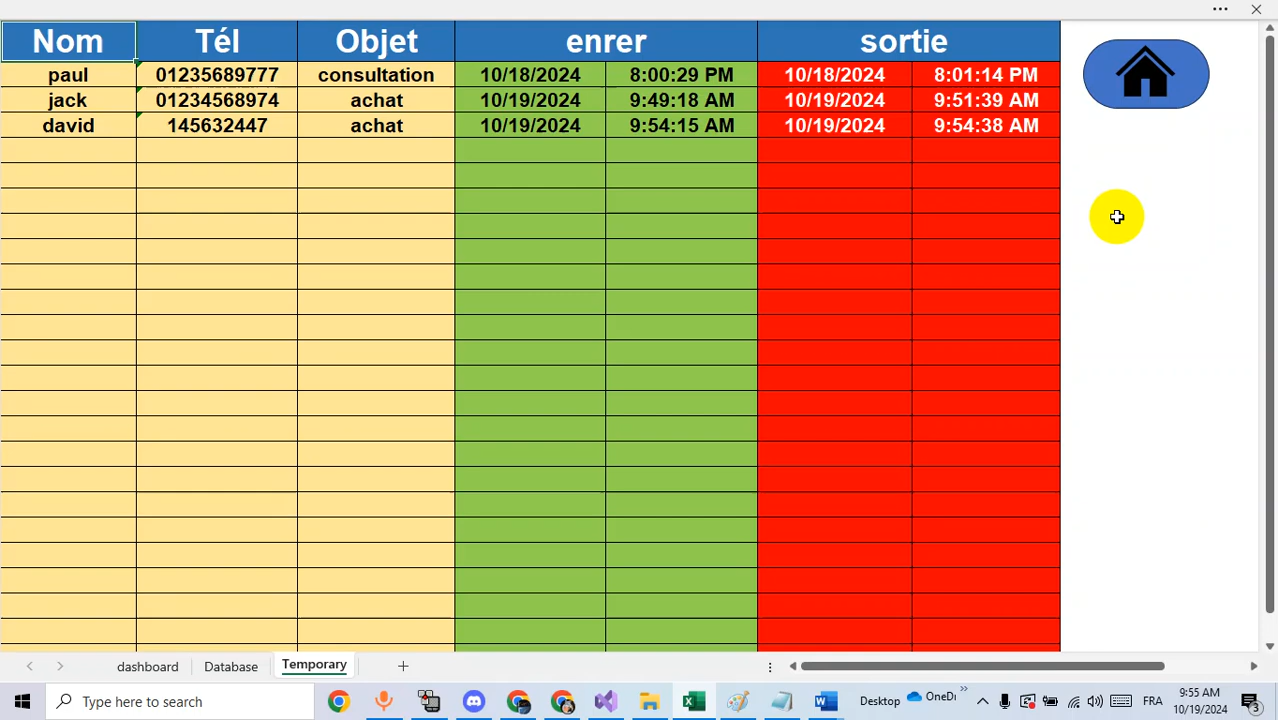 Nom Tél Objet enrer sortie
paul 01235689777 consultation 10/18/2024 8:00:29 PM 10/18/2024 8:01:14 PM
jack 01234568974 achat 10/19/2024 9:49:18 AM 10/19/2024 9:51:39 AM
david 145632447 achat 10/19/2024 9:54:15 AM 10/19/2024 9:54:38 AM
dashboard Database Temporary
Type here to search
Desktop OneDi FRA 9:55 AM
10/19/2024 3